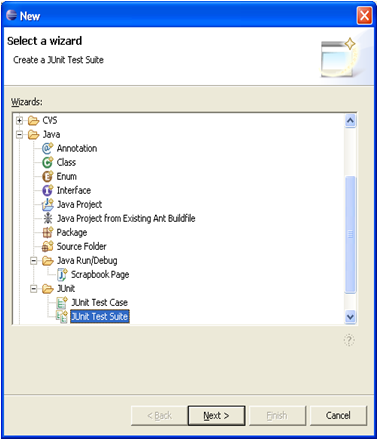 New
Select a wizard
Create a JUnit Test Suite
Wizards:
CVS
Java
Annotation
Class
Enum
Interface
Java Project
Java Project from Existing Ant Buildfile
Package
Source Folder
Java Run/Debug
Scrapbook Page
JUnit
JUnit Test Case
JUnit Test Suite
< Back Next > Finish Cancel